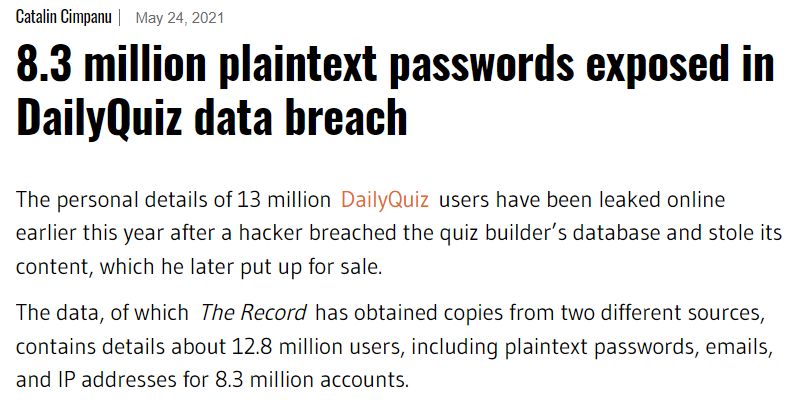 Catalin Cimpanu | May 24, 2021
8.3 million plaintext passwords exposed in
DailyQuiz data breach
The personal details of 13 million DailyQuiz users have been leaked online
earlier this year after a hacker breached the quiz builder’s database and stole its
content, which he later put up for sale.
The data, of which The Record has obtained copies from two different sources,
contains details about 12.8 million users, including plaintext passwords, emails,
and IP addresses for 8.3 million accounts.